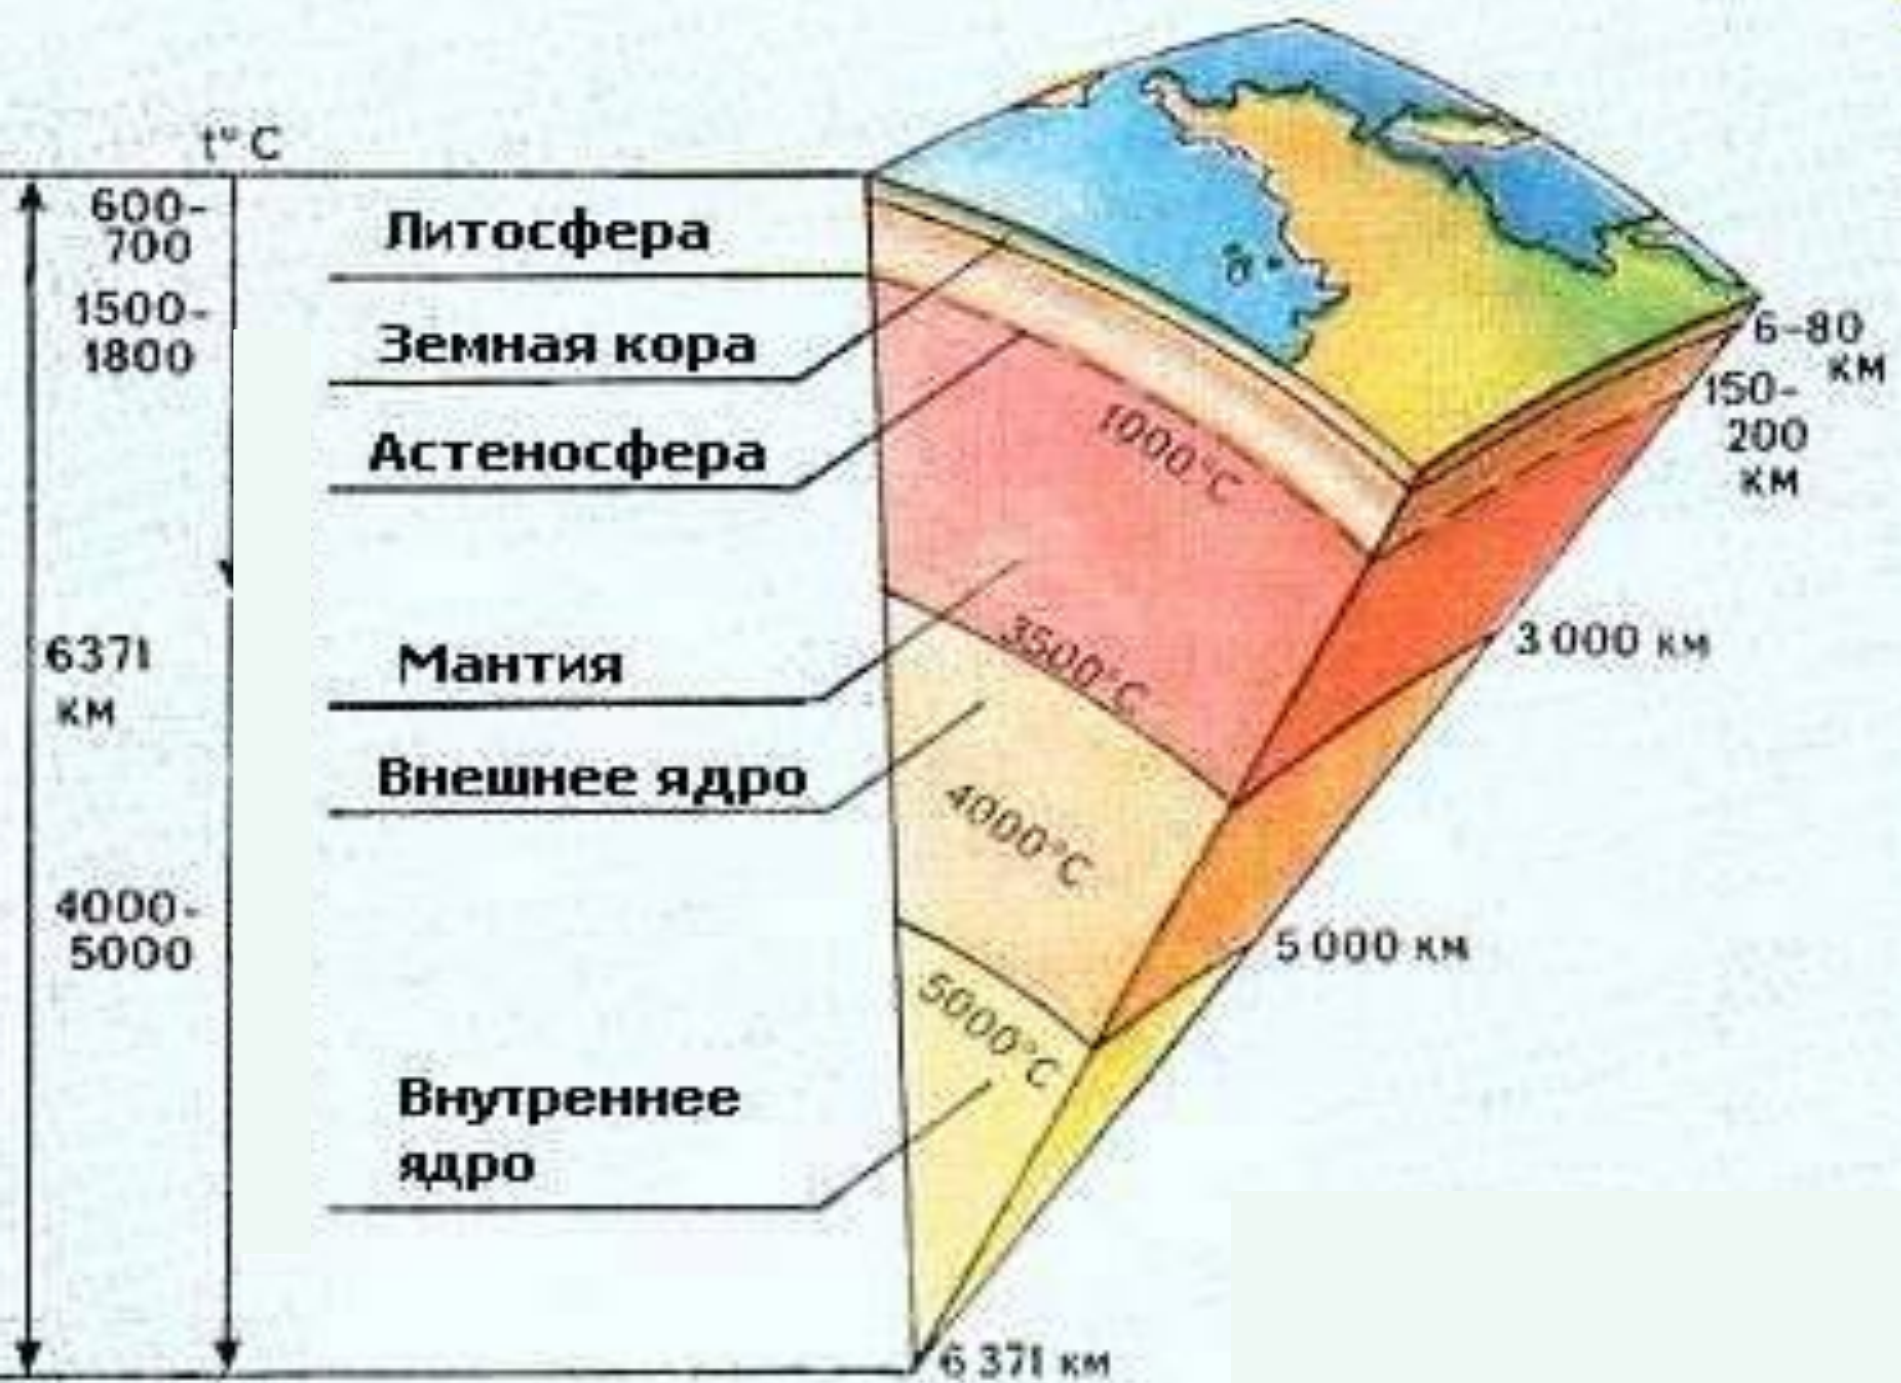 t° C
600-
700
1500-
1800
6371
км
4000-
5000
Литосфера
Земная кора
Астеносфера
Мантия
Внешнее ядро
Внутреннее
ядро
1000°C
3500°C
4000°C
5000°C
6-80
км
150-
200
км
3 000 км
5 000 км
6 371 км